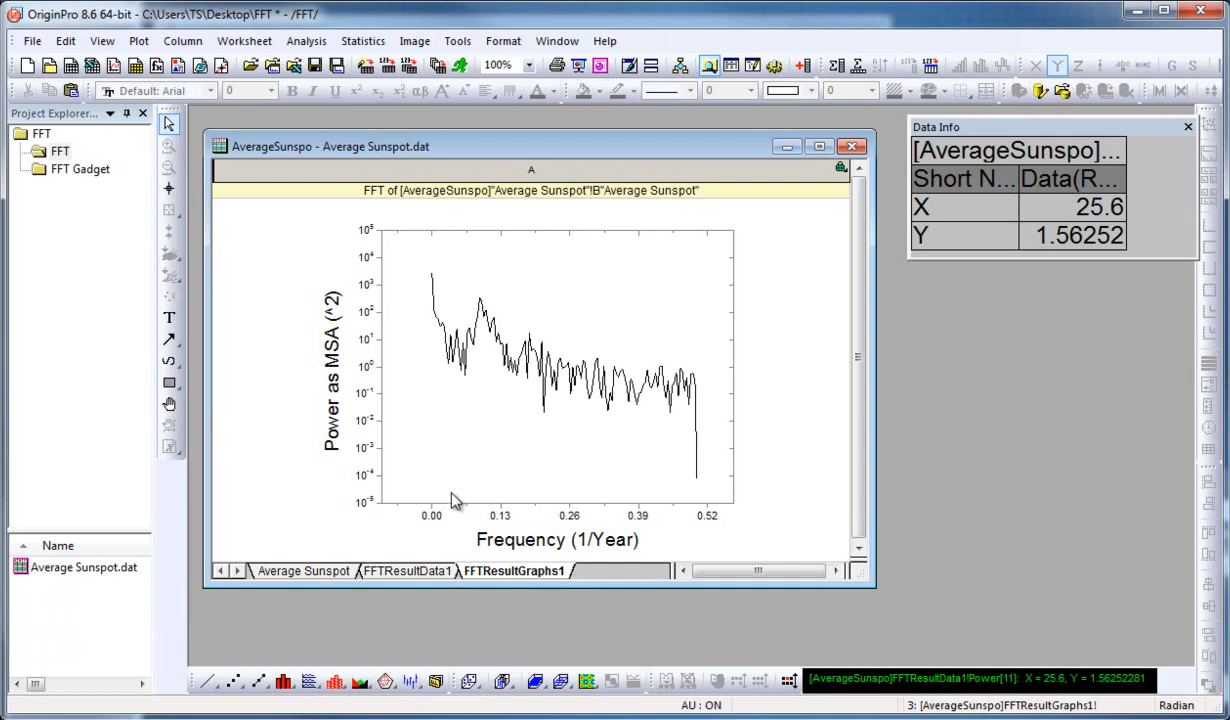 OriginPro 8.6 64-bit - C:\Users\TS\Desktop\FFT * - /FFT/
File Edit View Plot Column Worksheet Analysis Statistics Image Tools Format Window Help
100%
Default: Arial 0 B I U 0 0
Project Explorer...
FFT
FFT
FFT Gadget
Name
Average Sunspot.dat
AverageSunspo - Average Sunspot.dat
A
FFT of [AverageSunspo]"Average Sunspot"!B"Average Sunspot"
10^5
10^4
10^3
10^2
10^1
10^0
10^-1
10^-2
10^-3
10^-4
10^-5
Power as MSA (^2)
0.00 0.13 0.26 0.39 0.52
Frequency (1/Year)
Average Sunspot FFTResultData1 FFTResultGraphs1
Data Info
[AverageSunspo]...
Short N... Data(R...
X 25.6
Y 1.56252
[AverageSunspo]FFTResultData1!Power[11]: X = 25.6, Y = 1.56252281
AU : ON 3: [AverageSunspo]FFTResultGraphs1! Radian